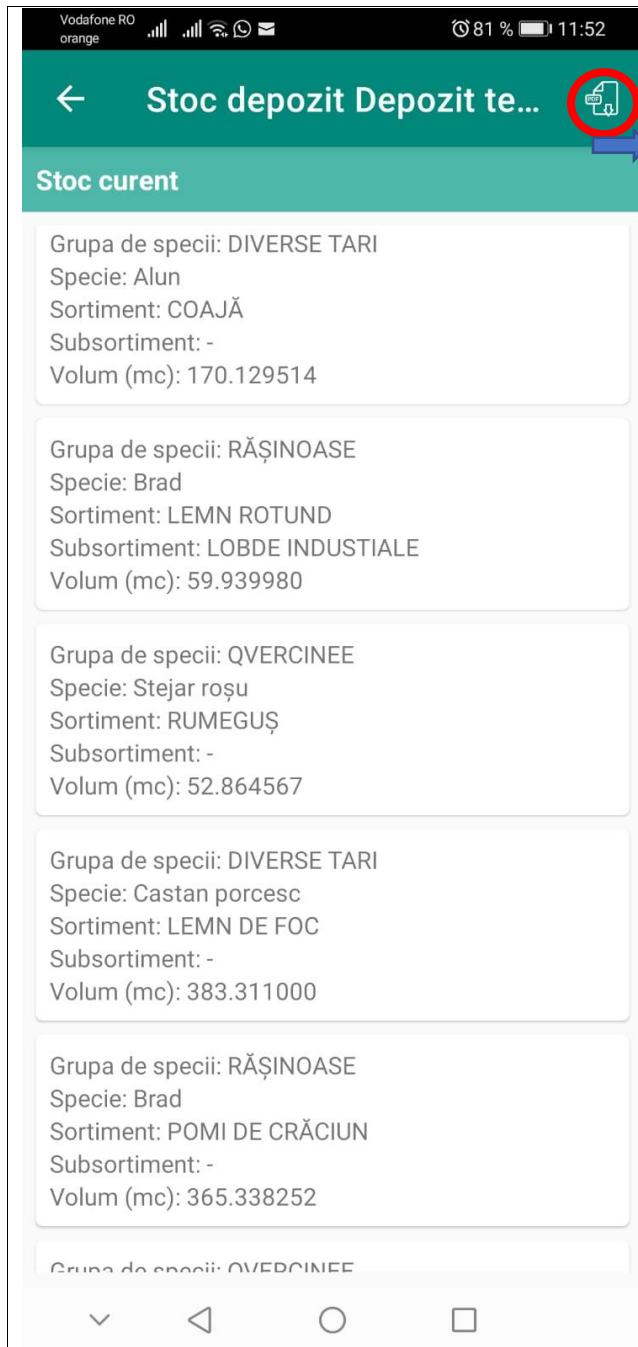 Vodafone RO
orange
81 % 11:52
Stoc depozit Depozit te...
PDF
Stoc curent
Grupa de specii: DIVERSE TARI
Specie: Alun
Sortiment: COAJĂ
Subsortiment: -
Volum (mc): 170.129514
Grupa de specii: RĂȘINOASE
Specie: Brad
Sortiment: LEMN ROTUND
Subsortiment: LOBDE INDUSTIALE
Volum (mc): 59.939980
Grupa de specii: QVERCINEE
Specie: Stejar roșu
Sortiment: RUMEGUȘ
Subsortiment: -
Volum (mc): 52.864567
Grupa de specii: DIVERSE TARI
Specie: Castan porcesc
Sortiment: LEMN DE FOC
Subsortiment: -
Volum (mc): 383.311000
Grupa de specii: RĂȘINOASE
Specie: Brad
Sortiment: POMI DE CRĂCIUN
Subsortiment: -
Volum (mc): 365.338252
Grupa de specii: QVERCINEE